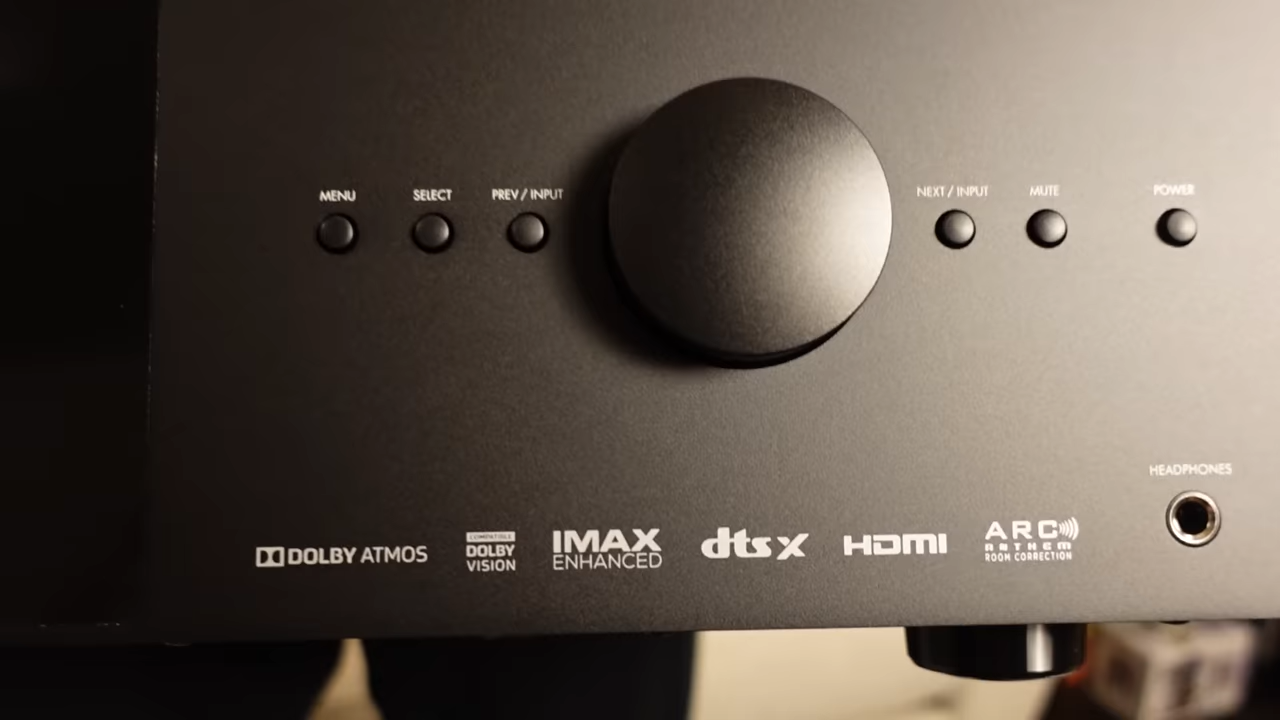 MENU
SELECT
PREV / INPUT
NEXT / INPUT
MUTE
POWER
HEADPHONES
DOLBY ATMOS
COMPATIBLE
DOLBY
VISION
IMAX
ENHANCED
dts x
HDMI
ARC
ANTHEM
ROOM CORRECTION